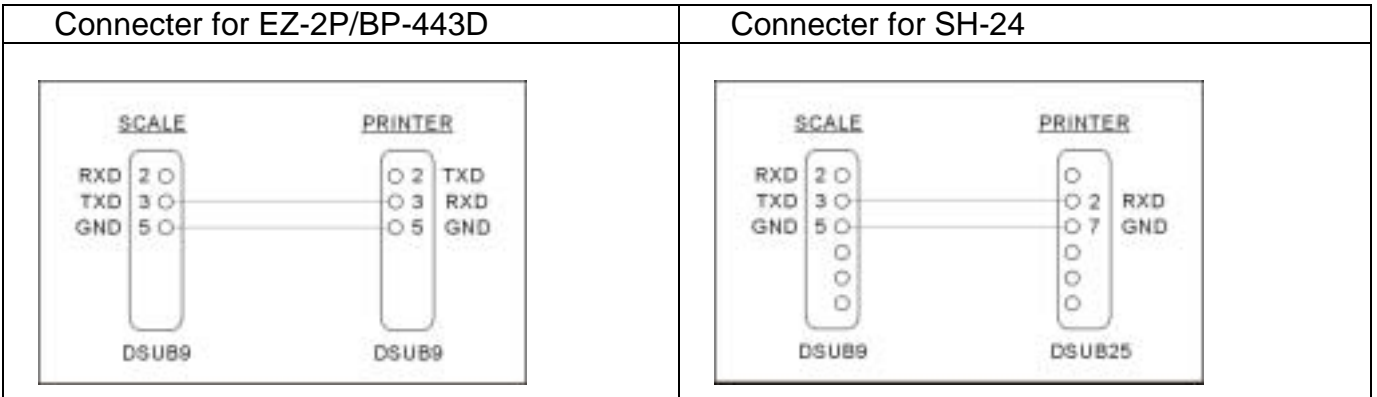 Connecter for EZ-2P/BP-443D
SCALE PRINTER
RXD 2 2 TXD
TXD 3 3 RXD
GND 5 5 GND
DSUB9 DSUB9
Connecter for SH-24
SCALE PRINTER
RXD 2
TXD 3 2 RXD
GND 5 7 GND
DSUB9 DSUB25